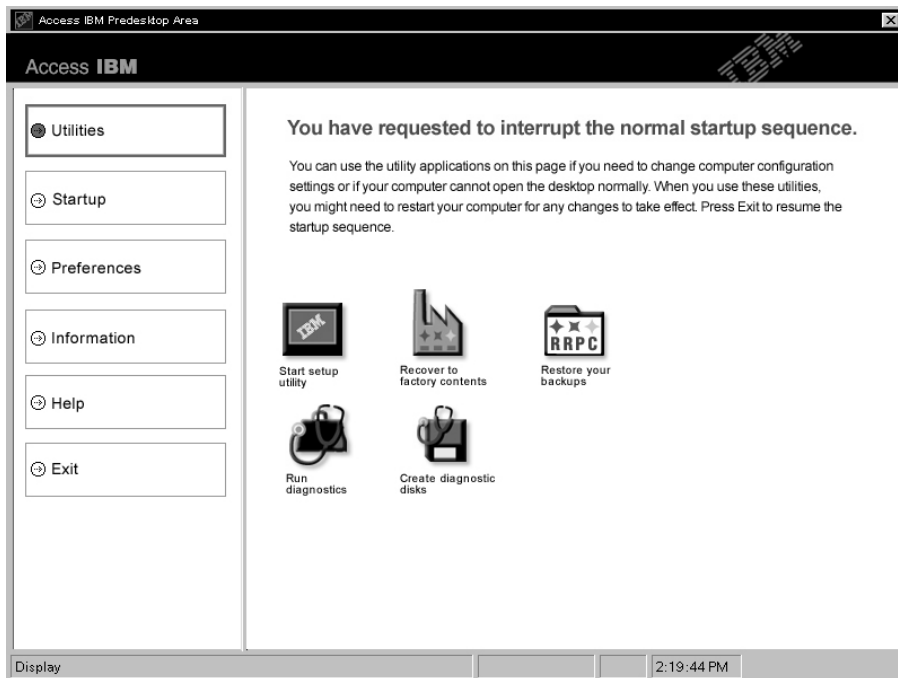 Access IBM Predesktop Area
Access IBM
IBM
Utilities
Startup
Preferences
Information
Help
Exit
You have requested to interrupt the normal startup sequence.
You can use the utility applications on this page if you need to change computer configuration
settings or if your computer cannot open the desktop normally. When you use these utilities,
you might need to restart your computer for any changes to take effect. Press Exit to resume the
startup sequence.
IBM
Start setup
utility
Recover to
factory contents
RRPC
Restore your
backups
Run
diagnostics
Create diagnostic
disks
Display
2:19:44 PM